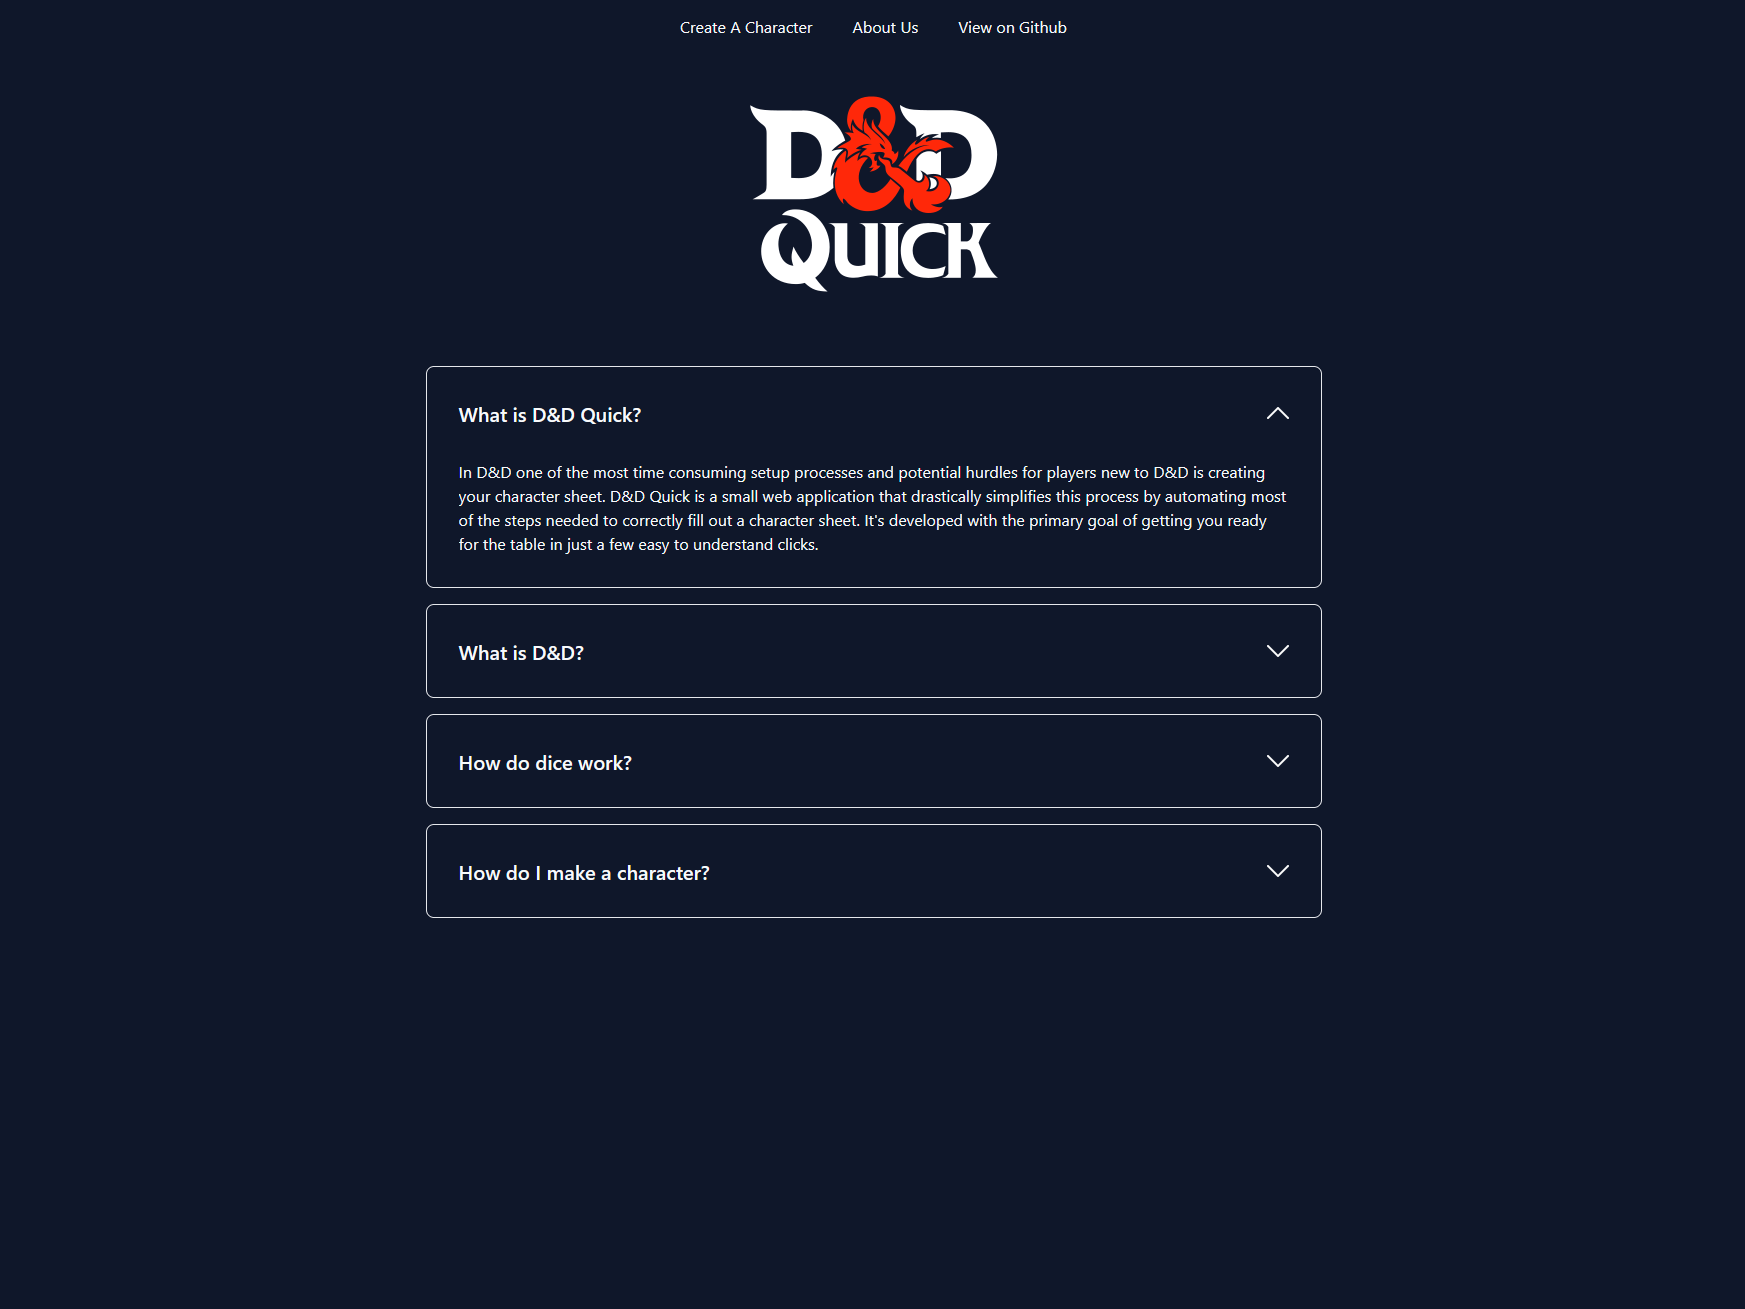 Create A Character About Us View on Github
D&D
QUICK
What is D&D Quick?
In D&D one of the most time consuming setup processes and potential hurdles for players new to D&D is creating
your character sheet. D&D Quick is a small web application that drastically simplifies this process by automating most
of the steps needed to correctly fill out a character sheet. It's developed with the primary goal of getting you ready
for the table in just a few easy to understand clicks.
What is D&D?
How do dice work?
How do I make a character?